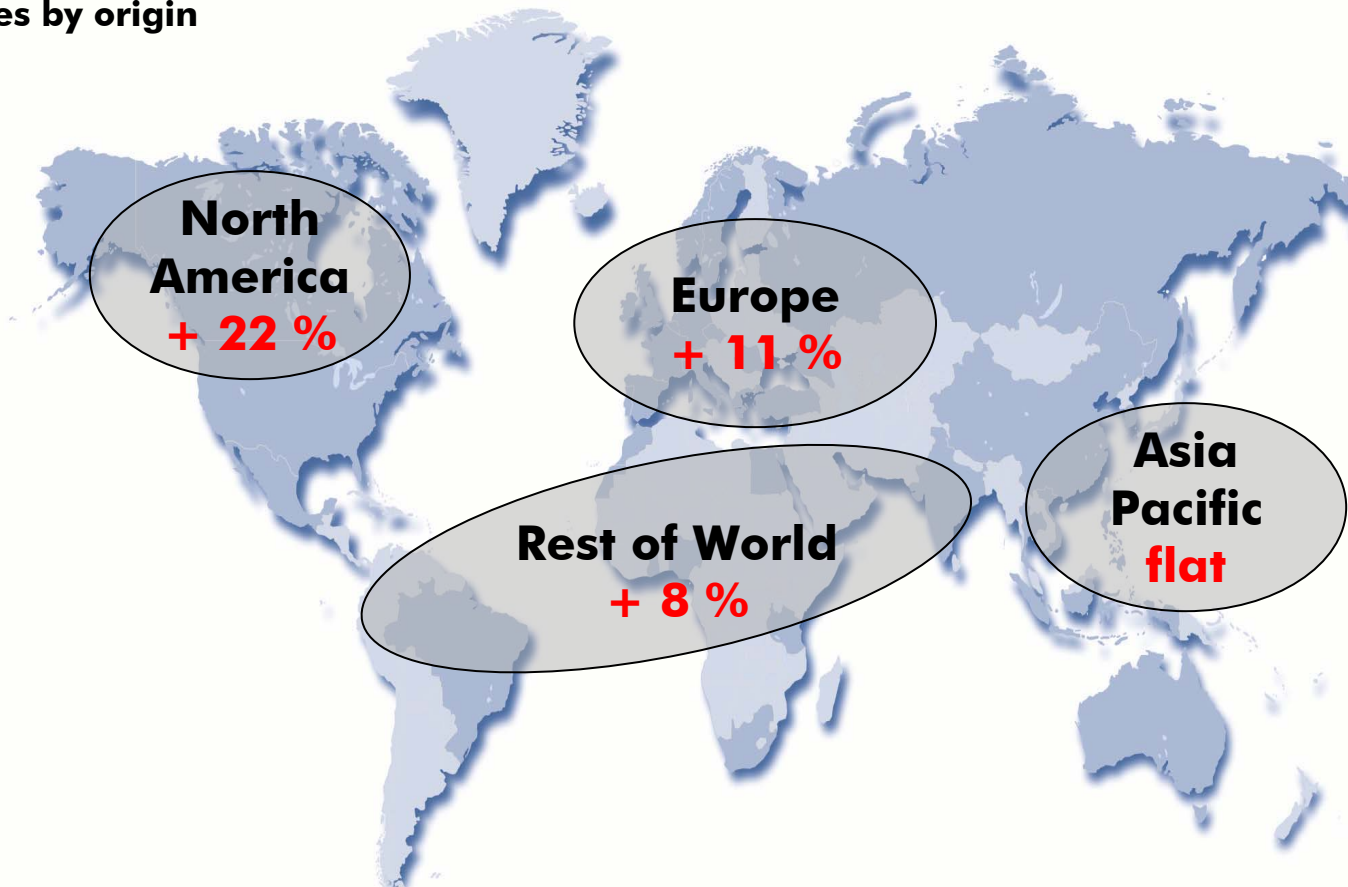 es by origin
North
America
+ 22 %
Europe
+ 11 %
Rest of World
+ 8 %
Asia
Pacific
flat